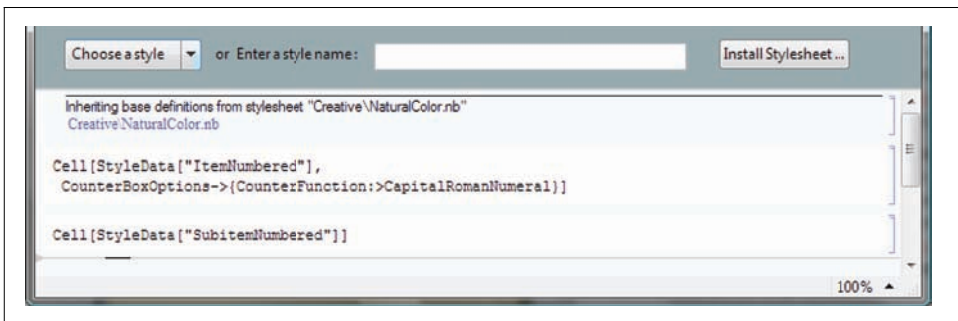 Choose a style or Enter a style name: Install Stylesheet...
Inheriting base definitions from stylesheet "Creative\NaturalColor.nb"
Creative\NaturalColor.nb
Cell[StyleData["ItemNumbered"],
CounterBoxOptions->{CounterFunction:>CapitalRomanNumeral}]
Cell[StyleData["SubitemNumbered"]]
100%